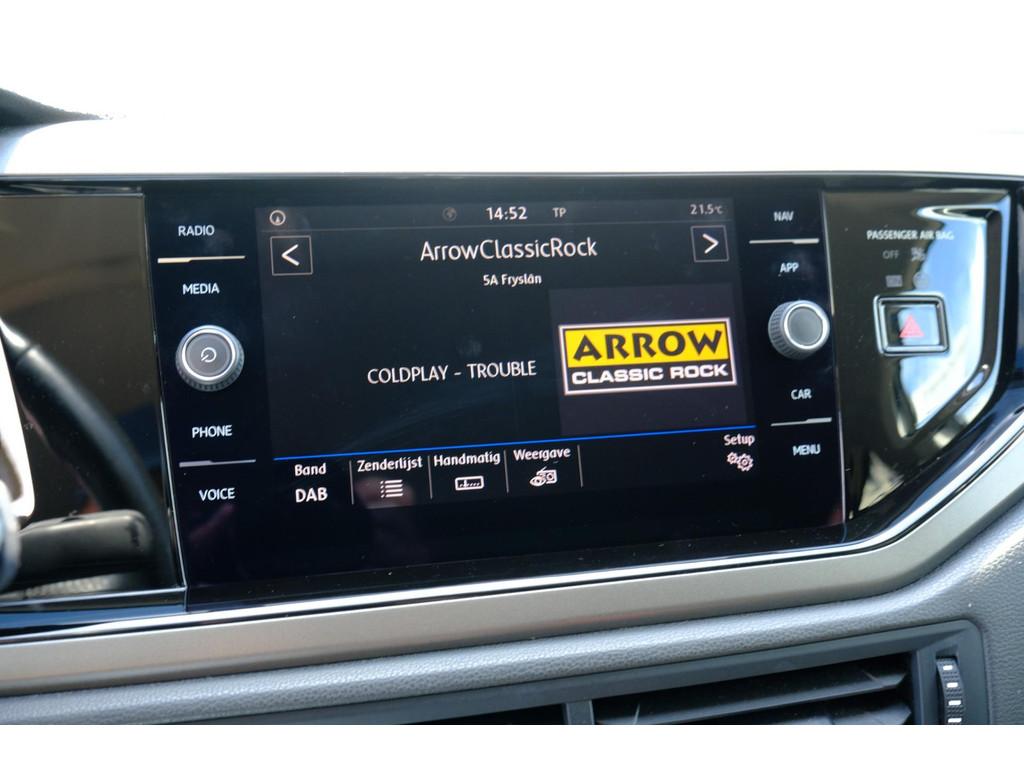 RADIO
MEDIA
PHONE
VOICE
14:52 TP 21.5°C
ArrowClassicRock
5A Fryslân
COLDPLAY - TROUBLE
ARROW
CLASSIC ROCK
Band
DAB
Zenderlijst
Handmatig
Weergave
Setup
NAV
APP
CAR
MENU
PASSENGER AIR BAG
OFF